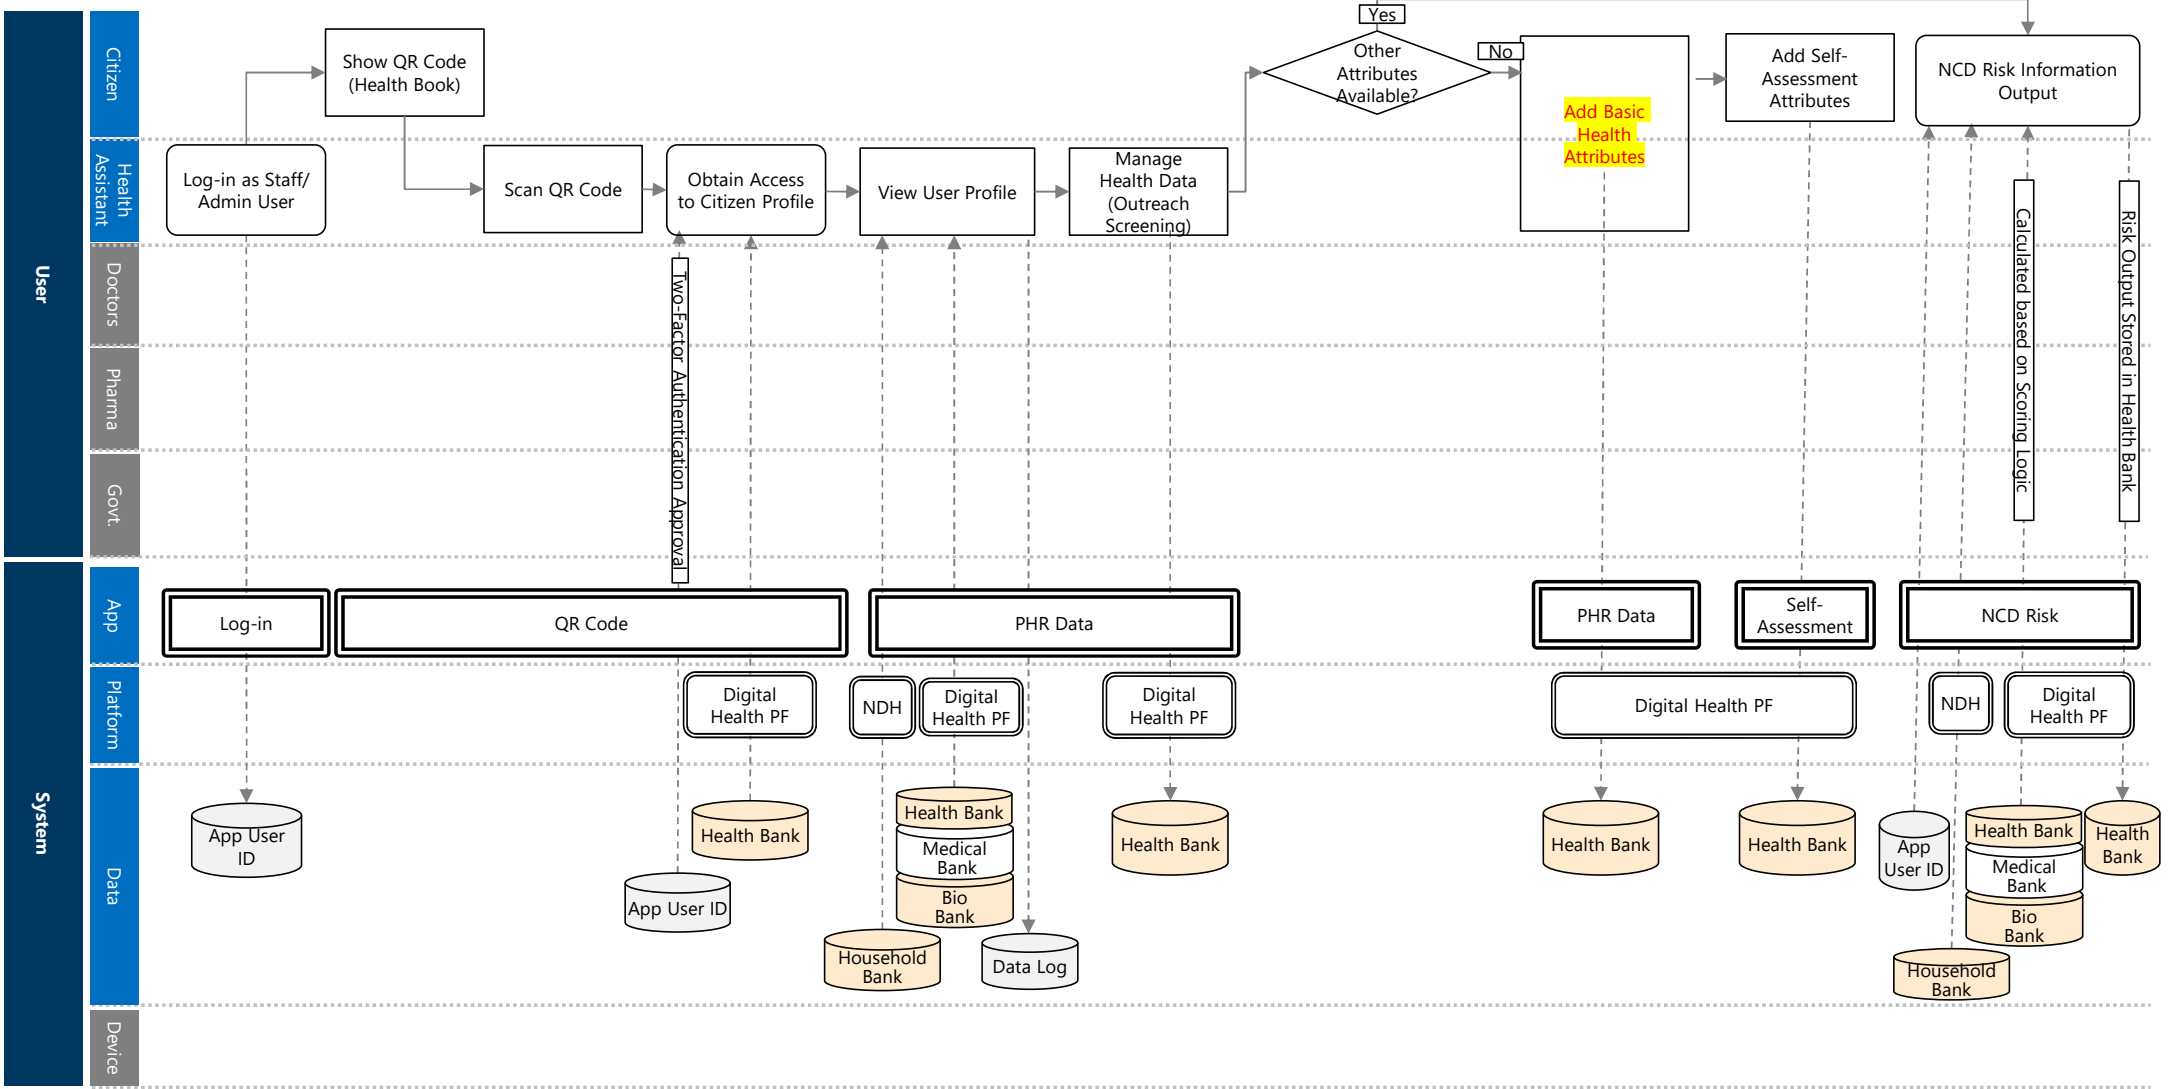 User
System
Citizen
Health
Assistant
Doctors
Pharma
Govt.
App
Platform
Data
Device
Show QR Code
(Health Book)
Yes
Other
Attributes
Available?
No
Add Basic
Health
Attributes
Add Self-
Assessment
Attributes
NCD Risk Information
Output
Log-in as Staff/
Admin User
Scan QR Code
Obtain Access
to Citizen Profile
View User Profile
Manage
Health Data
(Outreach
Screening)
Two-Factor Authentication Approval
Calculated based on Scoring Logic
Risk Output Stored in Health Bank
Log-in
QR Code
PHR Data
PHR Data
Self-
Assessment
NCD Risk
Digital
Health PF
NDH
Digital
Health PF
Digital
Health PF
Digital Health PF
NDH
Digital
Health PF
App User
ID
App User ID
Health Bank
Household
Bank
Health Bank
Medical
Bank
Bio
Bank
Data Log
Health Bank
Health Bank
Health Bank
App
User ID
Household
Bank
Health Bank
Medical
Bank
Bio
Bank
Health
Bank